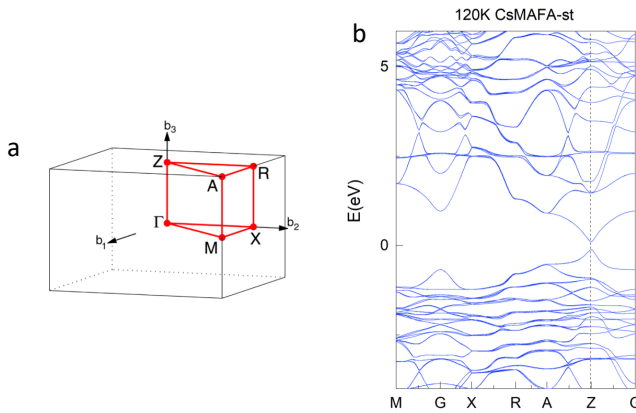 a
b₃
Z
A
R
Γ
b₂
b₁
M
X
b
120K CsMAFA-st
E(eV)
5
0
M G X R A Z